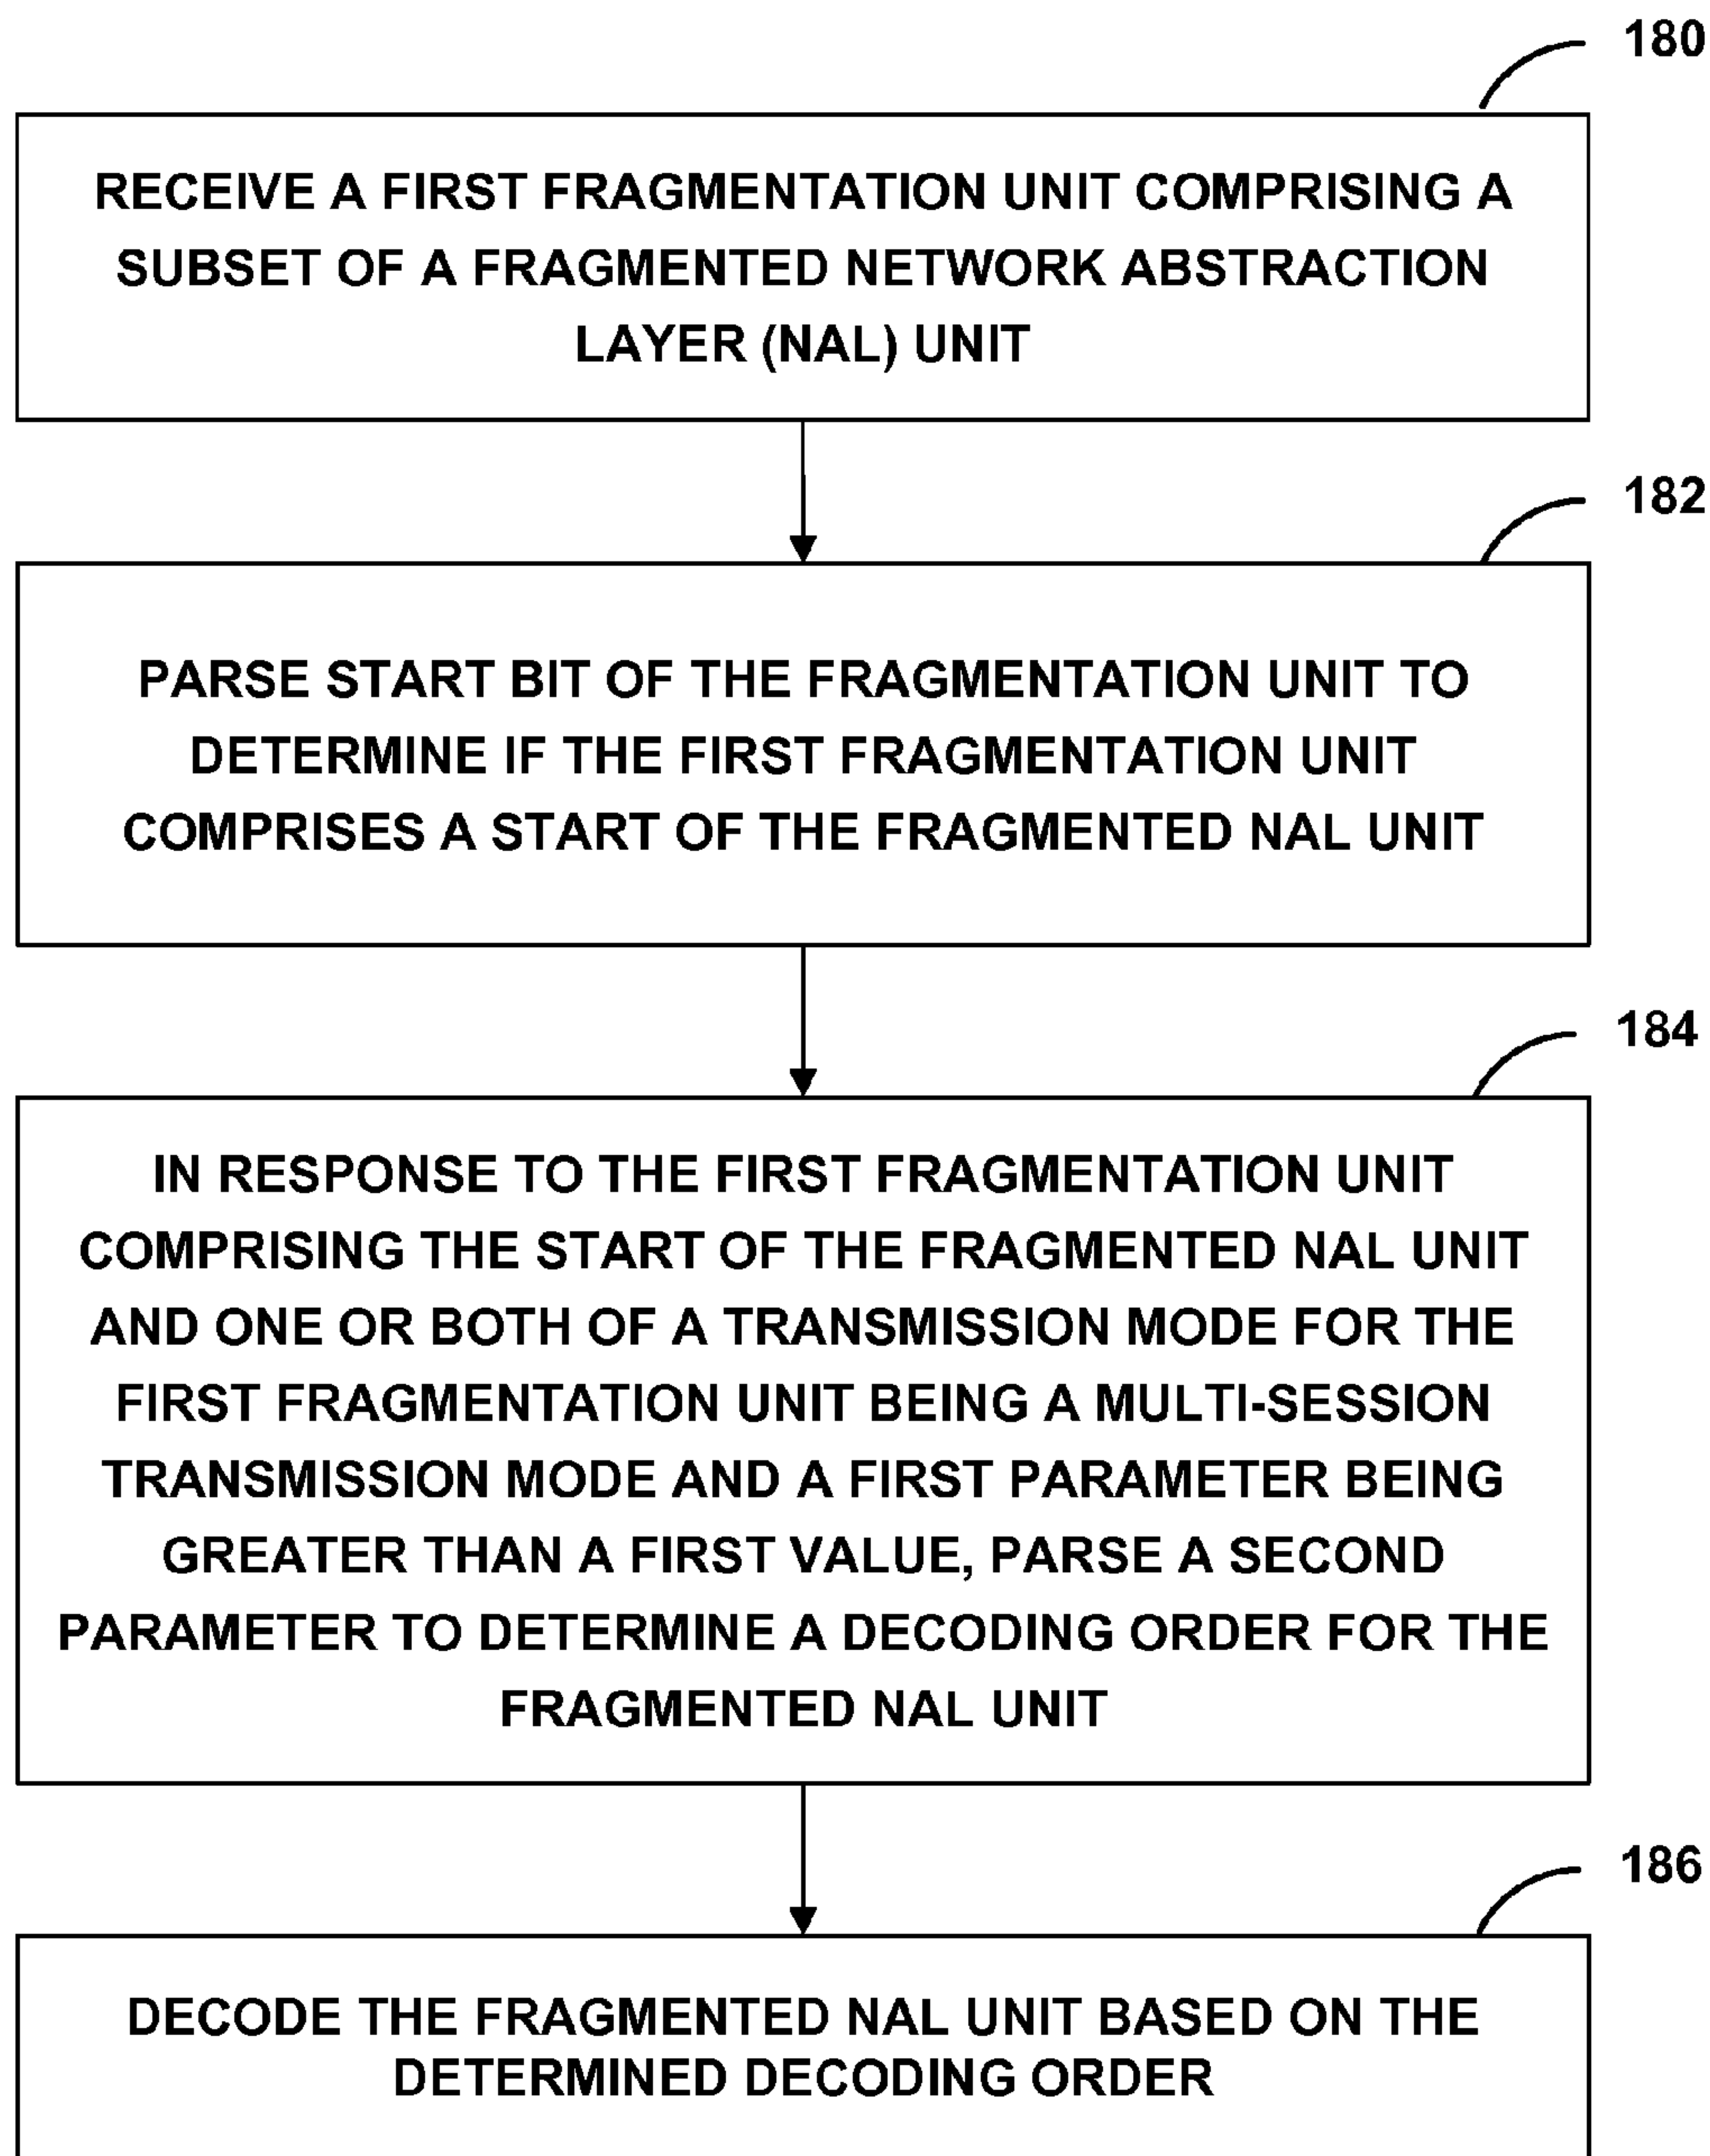 180
RECEIVE A FIRST FRAGMENTATION UNIT COMPRISING A
SUBSET OF A FRAGMENTED NETWORK ABSTRACTION
LAYER (NAL) UNIT
182
PARSE START BIT OF THE FRAGMENTATION UNIT TO
DETERMINE IF THE FIRST FRAGMENTATION UNIT
COMPRISES A START OF THE FRAGMENTED NAL UNIT
184
IN RESPONSE TO THE FIRST FRAGMENTATION UNIT
COMPRISING THE START OF THE FRAGMENTED NAL UNIT
AND ONE OR BOTH OF A TRANSMISSION MODE FOR THE
FIRST FRAGMENTATION UNIT BEING A MULTI-SESSION
TRANSMISSION MODE AND A FIRST PARAMETER BEING
GREATER THAN A FIRST VALUE, PARSE A SECOND
PARAMETER TO DETERMINE A DECODING ORDER FOR THE
FRAGMENTED NAL UNIT
186
DECODE THE FRAGMENTED NAL UNIT BASED ON THE
DETERMINED DECODING ORDER